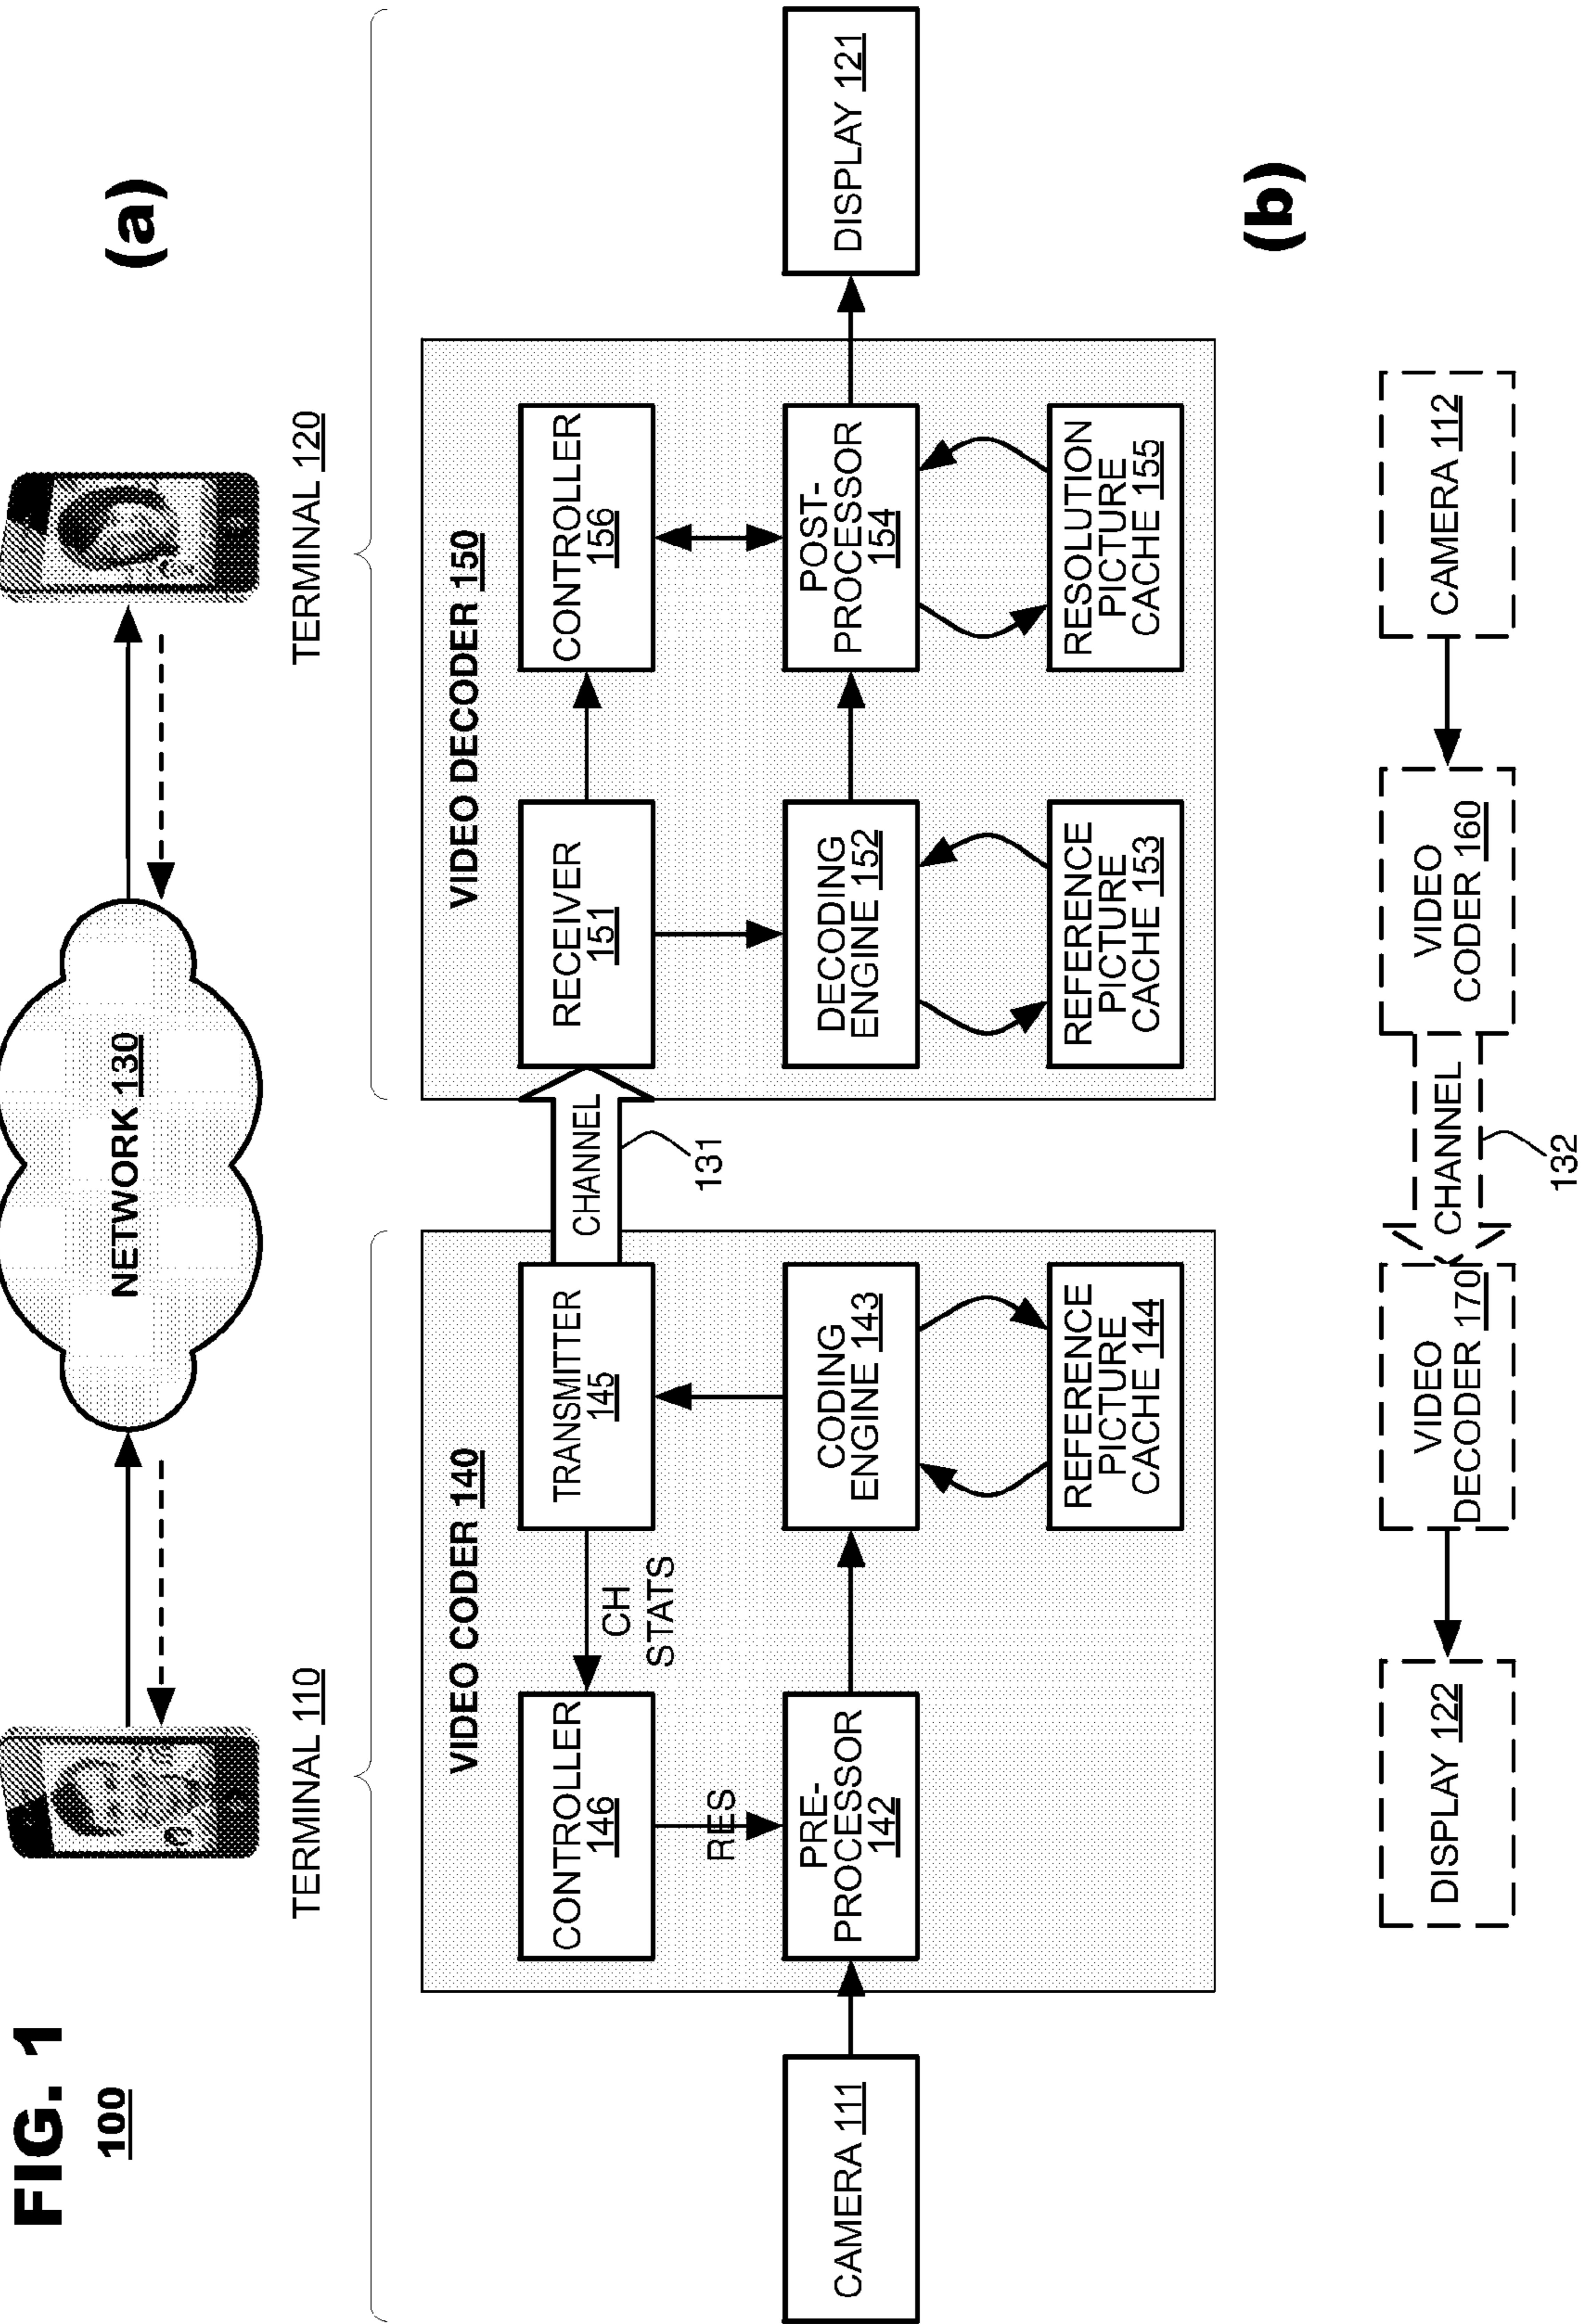 FIG. 1
100
(a)
NETWORK 130
TERMINAL 110
TERMINAL 120
VIDEO CODER 140
VIDEO DECODER 150
CONTROLLER
146
CH
STATS
TRANSMITTER
145
CHANNEL
131
RECEIVER
151
CONTROLLER
156
RES
CAMERA 111
PRE-
PROCESSOR
142
CODING
ENGINE 143
DECODING
ENGINE 152
POST-
PROCESSOR
154
DISPLAY 121
REFERENCE
PICTURE
CACHE 144
REFERENCE
PICTURE
CACHE 153
RESOLUTION
PICTURE
CACHE 155
(b)
DISPLAY 122
VIDEO
DECODER 170
CHANNEL
132
VIDEO
CODER 160
CAMERA 112